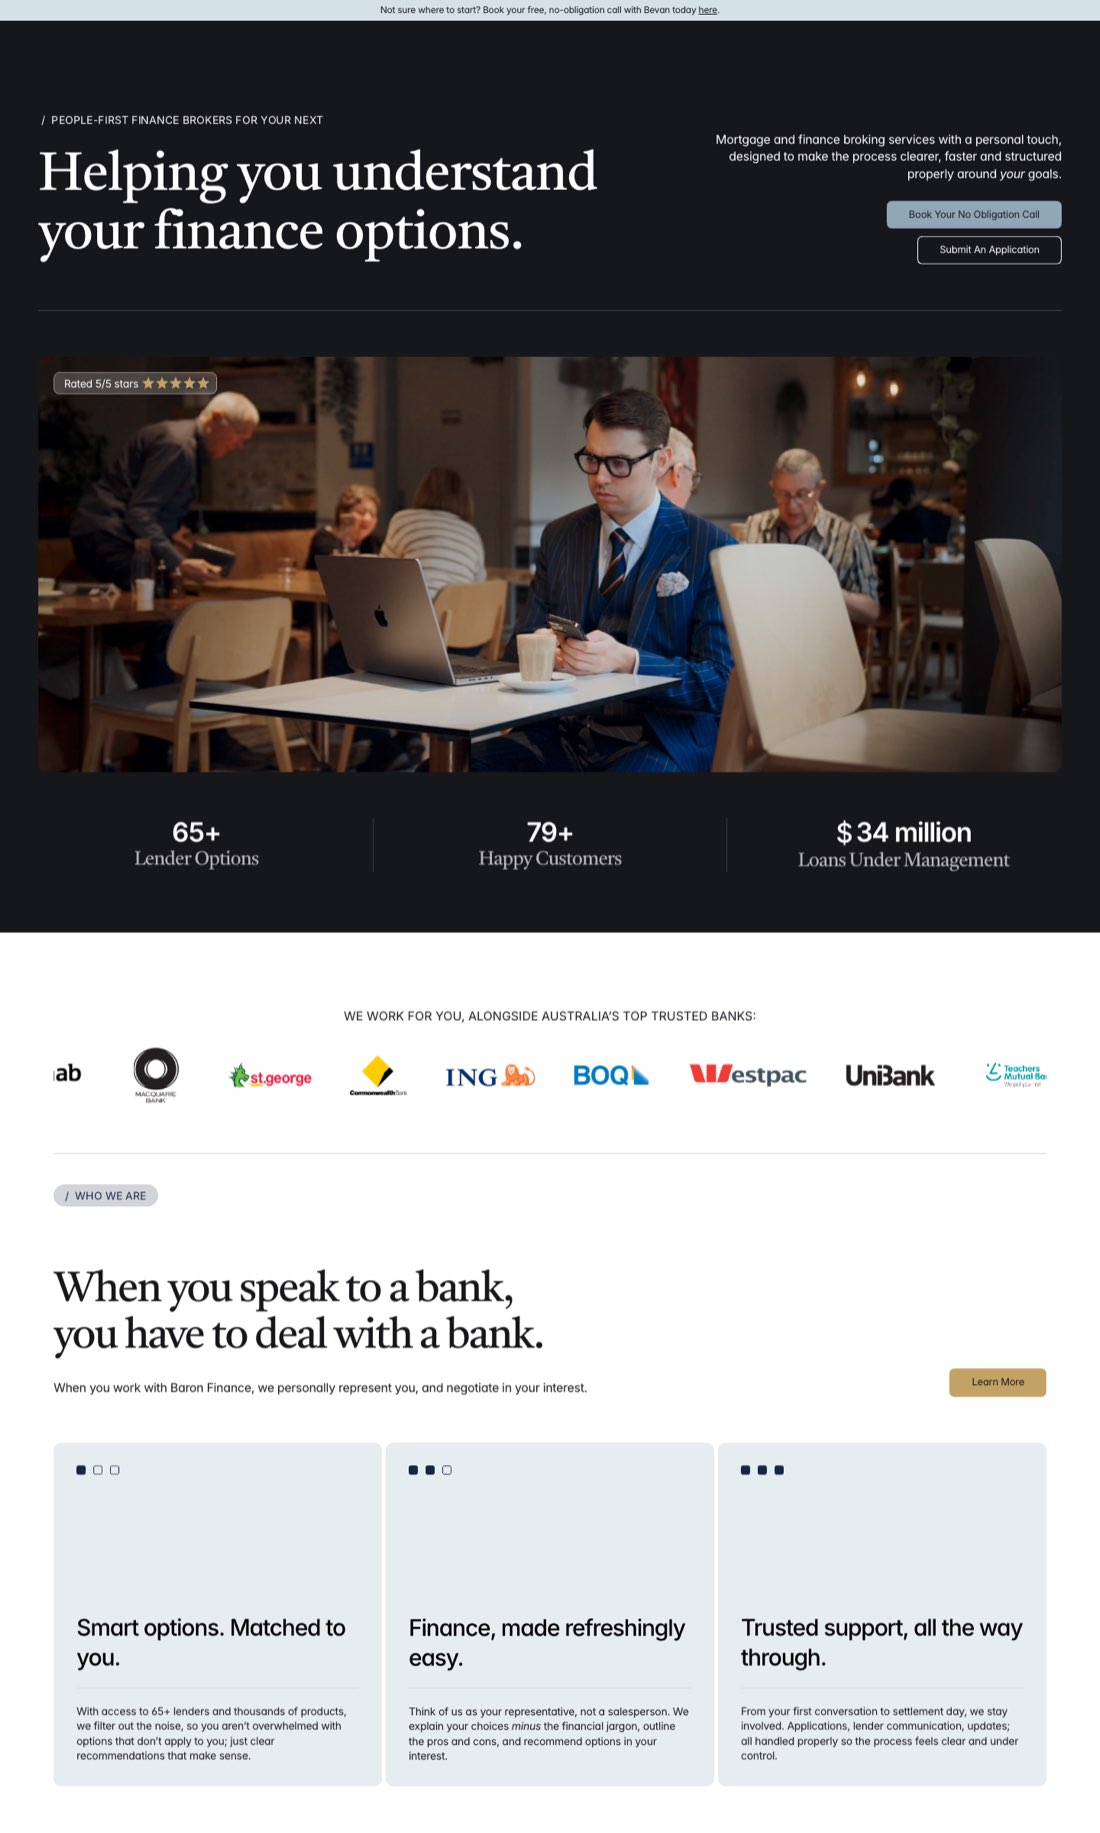 Not sure where to start? Book your free, no-obligation call with Bevan today here.
/ PEOPLE-FIRST FINANCE BROKERS FOR YOUR NEXT
Helping you understand
your finance options.
Mortgage and finance broking services with a personal touch,
designed to make the process clearer, faster and structured
properly around your goals.
Book Your No Obligation Call
Submit An Application
Rated 5/5 stars
65+
Lender Options
79+
Happy Customers
$ 34 million
Loans Under Management
WE WORK FOR YOU, ALONGSIDE AUSTRALIA'S TOP TRUSTED BANKS:
ab
MACQUARIE
BANK
st.george
CommonwealthBank
ING
BOQ
Westpac
UniBank
Teachers
Mutual Ba
/ WHO WE ARE
When you speak to a bank,
you have to deal with a bank.
When you work with Baron Finance, we personally represent you, and negotiate in your interest.
Learn More
Smart options. Matched to
you.
With access to 65+ lenders and thousands of products,
we filter out the noise, so you aren't overwhelmed with
options that don't apply to you; just clear
recommendations that make sense.
Finance, made refreshingly
easy.
Think of us as your representative, not a salesperson. We
explain your choices minus the financial jargon, outline
the pros and cons, and recommend options in your
interest.
Trusted support, all the way
through.
From your first conversation to settlement day, we stay
involved. Applications, lender communication, updates;
all handled properly so the process feels clear and under
control.